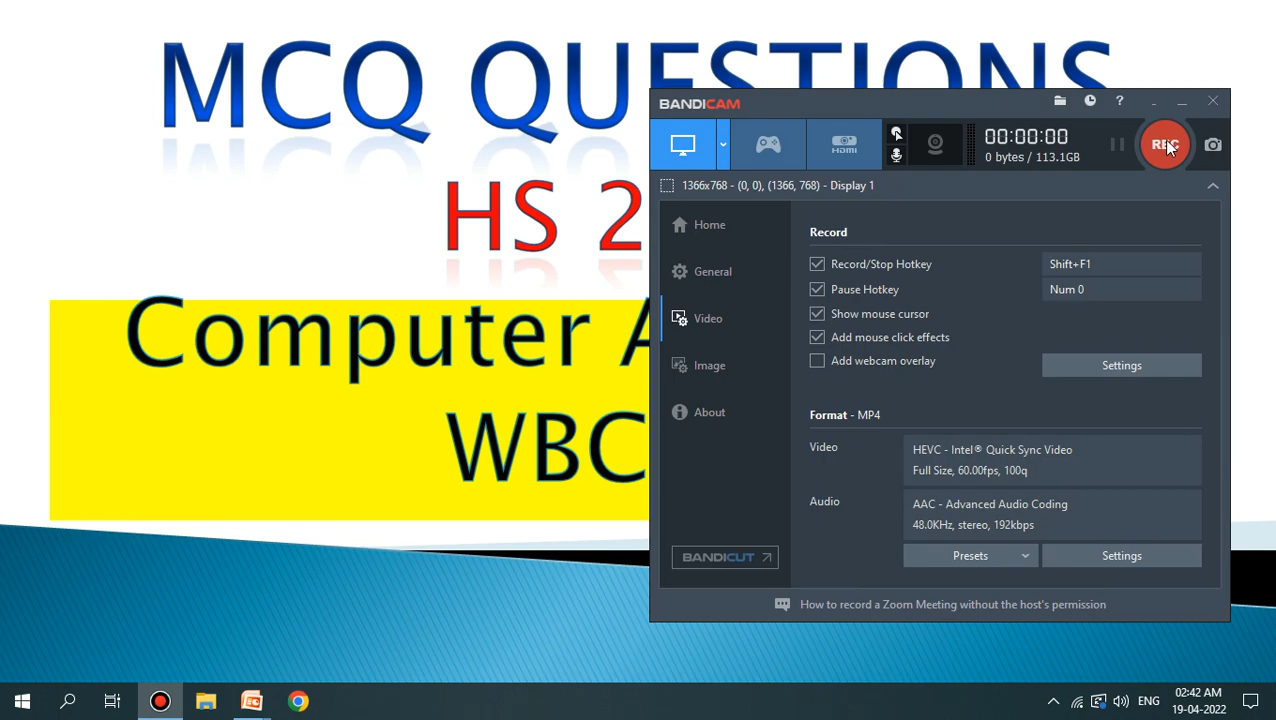 MCQ QUESTIONS
HS 2
Computer A
WBC
BANDICAM
HDMI
00:00:00
0 bytes / 113.1GB
REC
1366x768 - (0, 0), (1366, 768) - Display 1
Home
General
Video
Image
About
BANDICUT
Record
Record/Stop Hotkey
Shift+F1
Pause Hotkey
Num 0
Show mouse cursor
Add mouse click effects
Add webcam overlay
Settings
Format - MP4
Video
HEVC - Intel® Quick Sync Video
Full Size, 60.00fps, 100q
Audio
AAC - Advanced Audio Coding
48.0KHz, stereo, 192kbps
Presets
Settings
How to record a Zoom Meeting without the host's permission
ENG
02:42 AM
19-04-2022